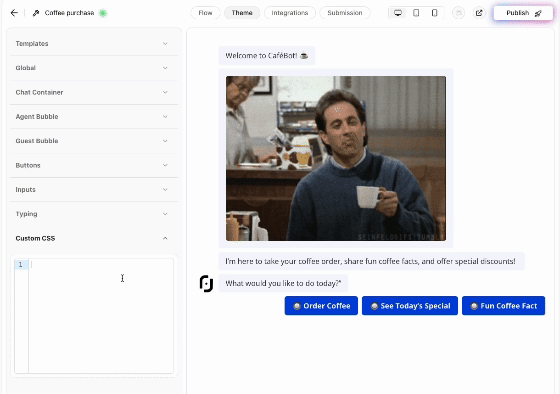 Coffee purchase
Flow
Theme
Integrations
Submission
Publish
Templates
Global
Chat Container
Agent Bubble
Guest Bubble
Buttons
Inputs
Typing
Custom CSS
1
Welcome to CaféBot! ☕
I'm here to take your coffee order, share fun coffee facts, and offer special discounts!
What would you like to do today?"
Order Coffee
See Today's Special
Fun Coffee Fact